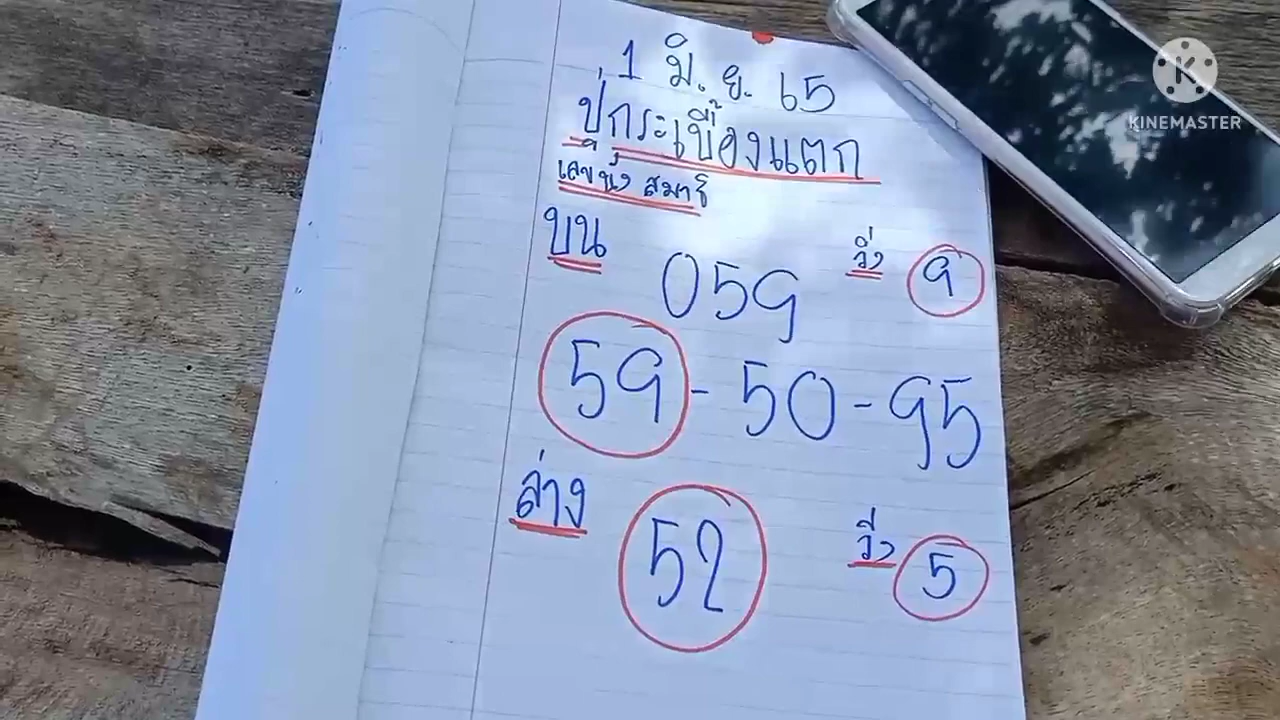 1 มิ.ย. 65
ปู่กระเบื้องแตก
เลขนั่ง สมาธิ
บน
059
วิ่ง 9
59 - 50 - 95
ล่าง
52
วิ่ง 5
KINEMASTER